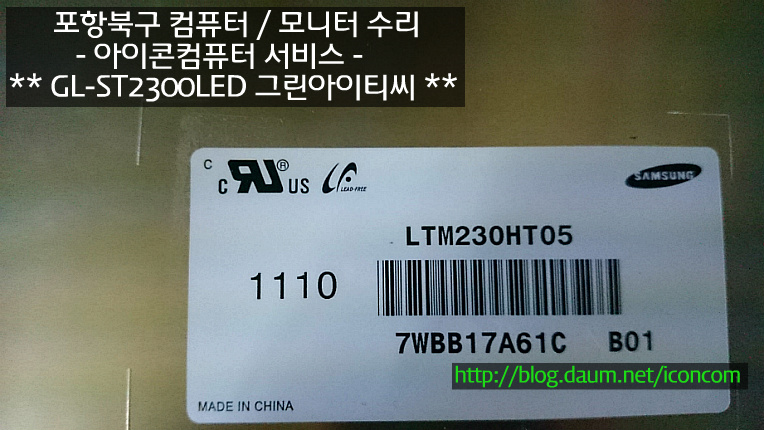 포항북구 컴퓨터 / 모니터 수리
- 아이콘컴퓨터 서비스 -
** GL-ST2300LED 그린아이티씨 **
C
c RU ® US LEAD-FREE
SAMSUNG
LTM230HT05
1110
7WBB17A61C B01
http://blog.daum.net/iconcom
MADE IN CHINA